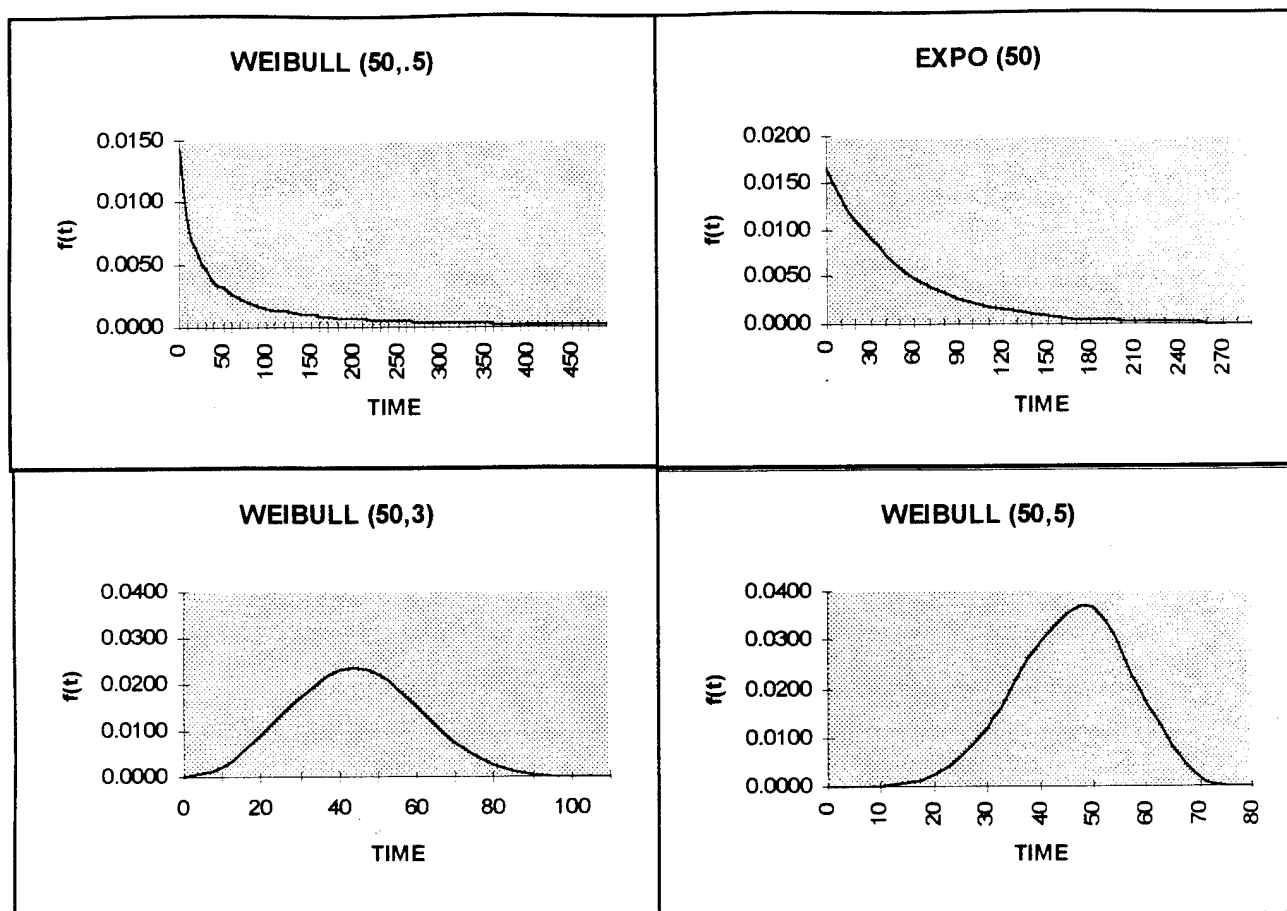 WEIBULL (50,.5)
f(t)
0.0150
0.0100
0.0050
0.0000
0 50 100 150 200 250 300 350 400 450
TIME
EXPO (50)
f(t)
0.0200
0.0150
0.0100
0.0050
0.0000
0 30 60 90 120 150 180 210 240 270
TIME
WEIBULL (50,3)
f(t)
0.0400
0.0300
0.0200
0.0100
0.0000
0 20 40 60 80 100
TIME
WEIBULL (50,5)
f(t)
0.0400
0.0300
0.0200
0.0100
0.0000
0 10 20 30 40 50 60 70 80
TIME